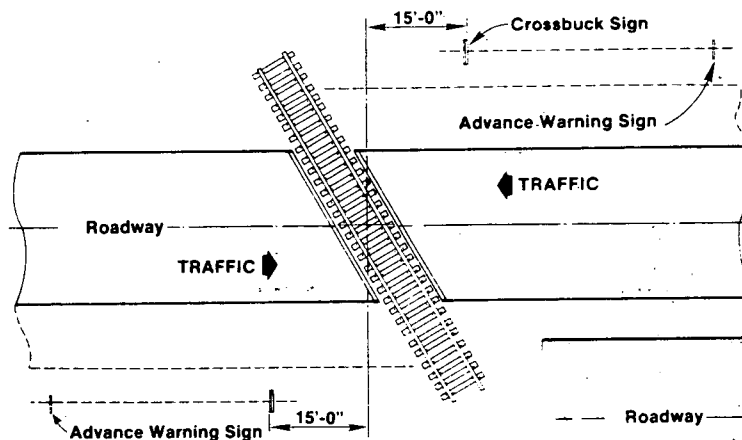 15'-0"
Crossbuck Sign
Advance Warning Sign
TRAFFIC
Roadway
TRAFFIC
15'-0"
Advance Warning Sign
Roadway